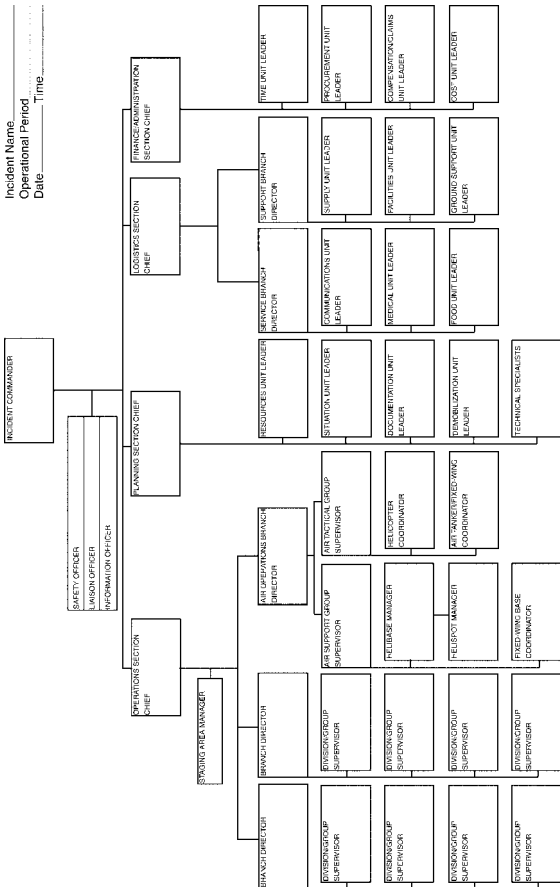 Incident Name
Operational Period
Date Time
INCIDENT COMMANDER
SAFETY OFFICER
LIAISON OFFICER
INFORMATION OFFICER
OPERATIONS SECTION
CHIEF
PLANNING SECTION CHIEF
LOGISTICS SECTION
CHIEF
FINANCE/ADMINISTRATION
SECTION CHIEF
STAGING AREA MANAGER
BRANCH DIRECTOR
DIVISION/GROUP
SUPERVISOR
DIVISION/GROUP
SUPERVISOR
DIVISION/GROUP
SUPERVISOR
DIVISION/GROUP
SUPERVISOR
BRANCH DIRECTOR
DIVISION/GROUP
SUPERVISOR
DIVISION/GROUP
SUPERVISOR
DIVISION/GROUP
SUPERVISOR
DIVISION/GROUP
SUPERVISOR
AIR OPERATIONS BRANCH
DIRECTOR
AIR SUPPORT GROUP
SUPERVISOR
HELIBASE MANAGER
HELISPOT MANAGER
FIXED-WING BASE
COORDINATOR
AIR TACTICAL GROUP
SUPERVISOR
HELICOPTER
COORDINATOR
AIR TANKER/FIXED-WING
COORDINATOR
RESOURCES UNIT LEADER
SITUATION UNIT LEADER
DOCUMENTATION UNIT
LEADER
DEMOBILIZATION UNIT
LEADER
TECHNICAL SPECIALISTS
SERVICE BRANCH
DIRECTOR
COMMUNICATIONS UNIT
LEADER
MEDICAL UNIT LEADER
FOOD UNIT LEADER
SUPPORT BRANCH
DIRECTOR
SUPPLY UNIT LEADER
FACILITIES UNIT LEADER
GROUND SUPPORT UNIT
LEADER
TIME UNIT LEADER
PROCUREMENT UNIT
LEADER
COMPENSATION/CLAIMS
UNIT LEADER
COST UNIT LEADER